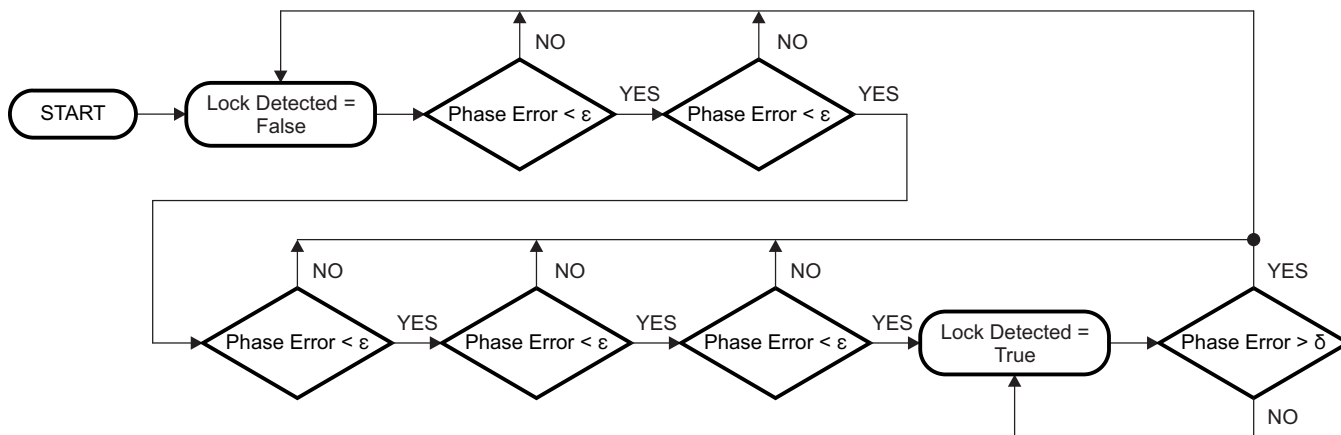 NO
NO
START
Lock Detected =
False
Phase Error < ε
YES
Phase Error < ε
YES
NO
NO
NO
YES
Phase Error < ε
YES
Phase Error < ε
YES
Phase Error < ε
YES
Lock Detected =
True
Phase Error > δ
NO